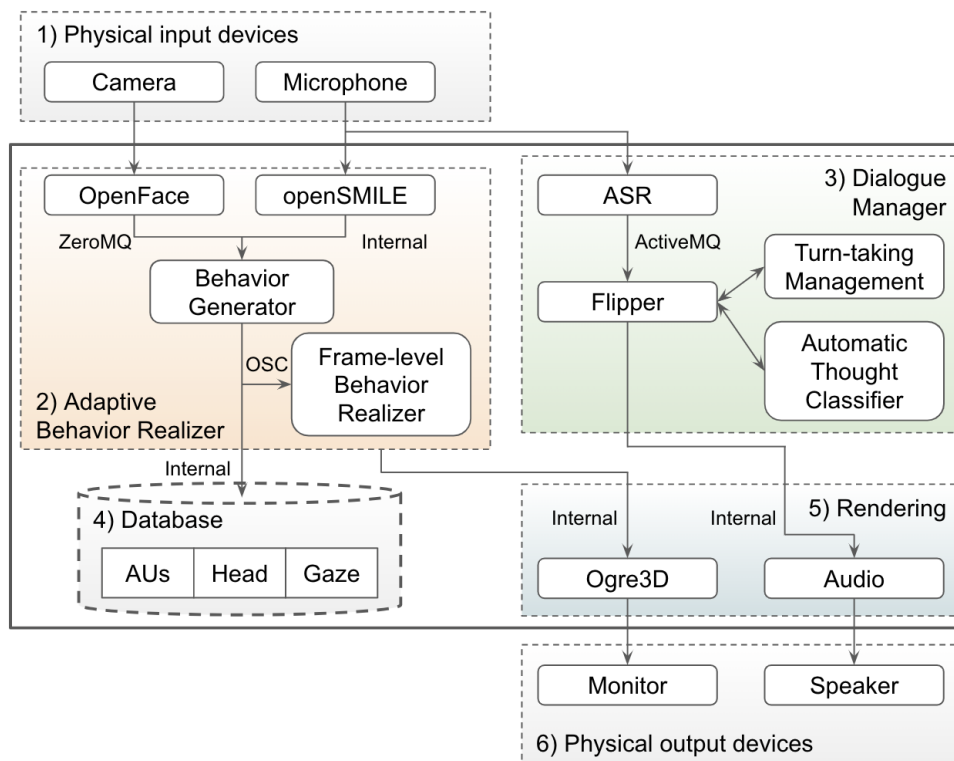 1) Physical input devices
Camera
Microphone
OpenFace
openSMILE
ZeroMQ
Internal
Behavior
Generator
OSC
Frame-level
Behavior
Realizer
2) Adaptive
Behavior Realizer
ASR
3) Dialogue
Manager
ActiveMQ
Flipper
Turn-taking
Management
Automatic
Thought
Classifier
Internal
4) Database
AUs
Head
Gaze
5) Rendering
Internal
Internal
Ogre3D
Audio
Monitor
Speaker
6) Physical output devices